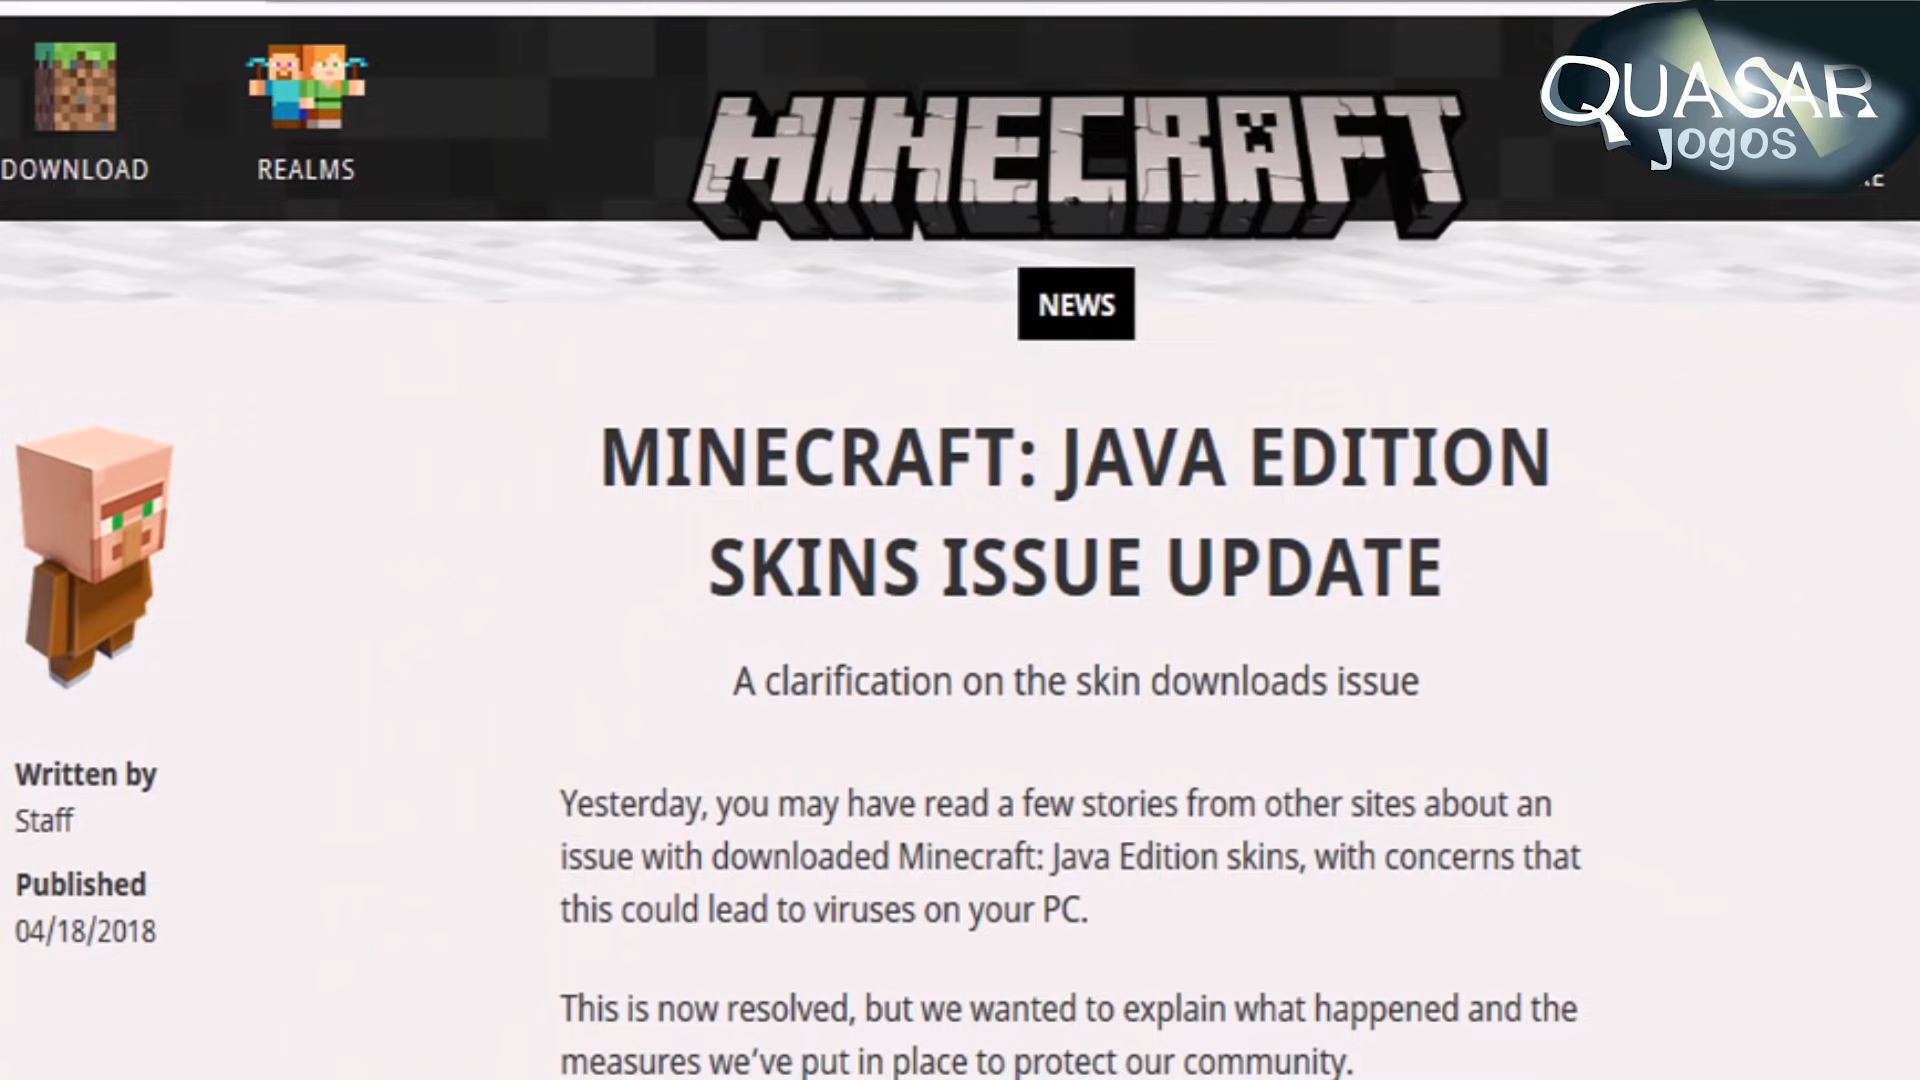 DOWNLOAD
REALMS
MINECRAFT
QUASAR
jogos
NEWS
MINECRAFT: JAVA EDITION
SKINS ISSUE UPDATE
A clarification on the skin downloads issue
Written by
Staff
Published
04/18/2018
Yesterday, you may have read a few stories from other sites about an
issue with downloaded Minecraft: Java Edition skins, with concerns that
this could lead to viruses on your PC.
This is now resolved, but we wanted to explain what happened and the
measures we’ve put in place to protect our community.